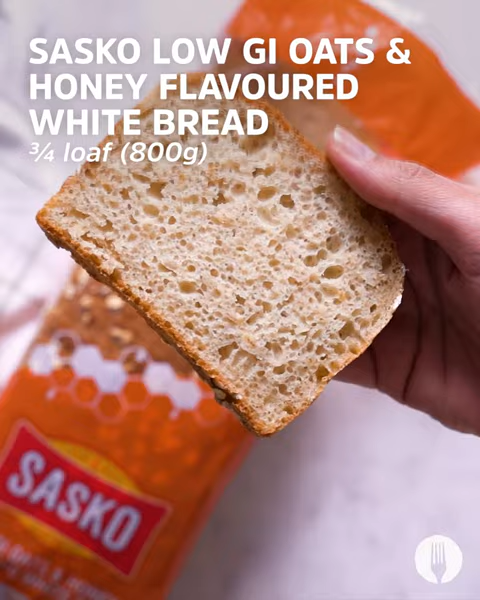 SASKO LOW GI OATS &
HONEY FLAVOURED
WHITE BREAD
¾ loaf (800g)
SASKO